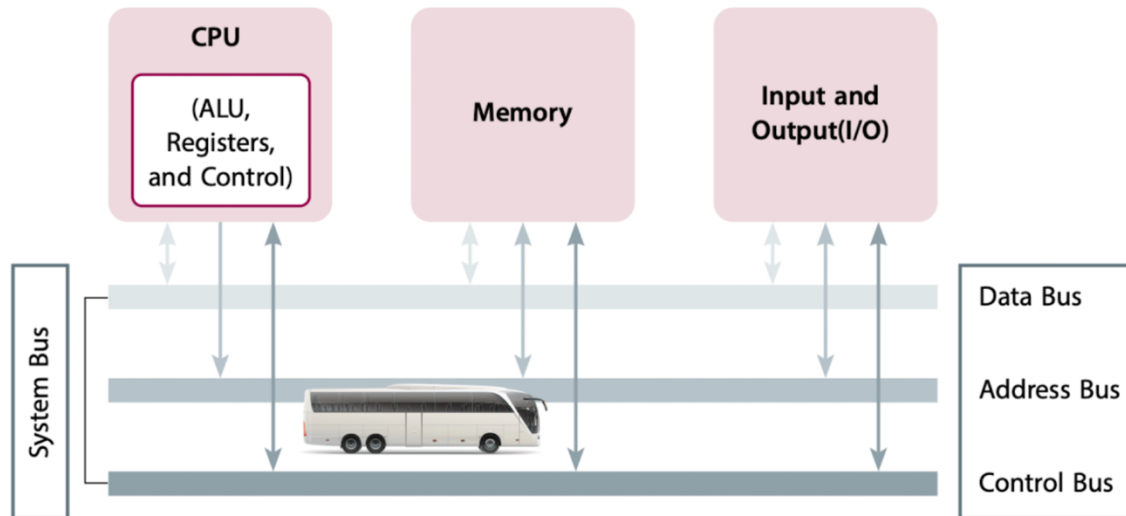 CPU
(ALU,
Registers,
and Control)
Memory
Input and
Output(I/O)
System Bus
Data Bus
Address Bus
Control Bus